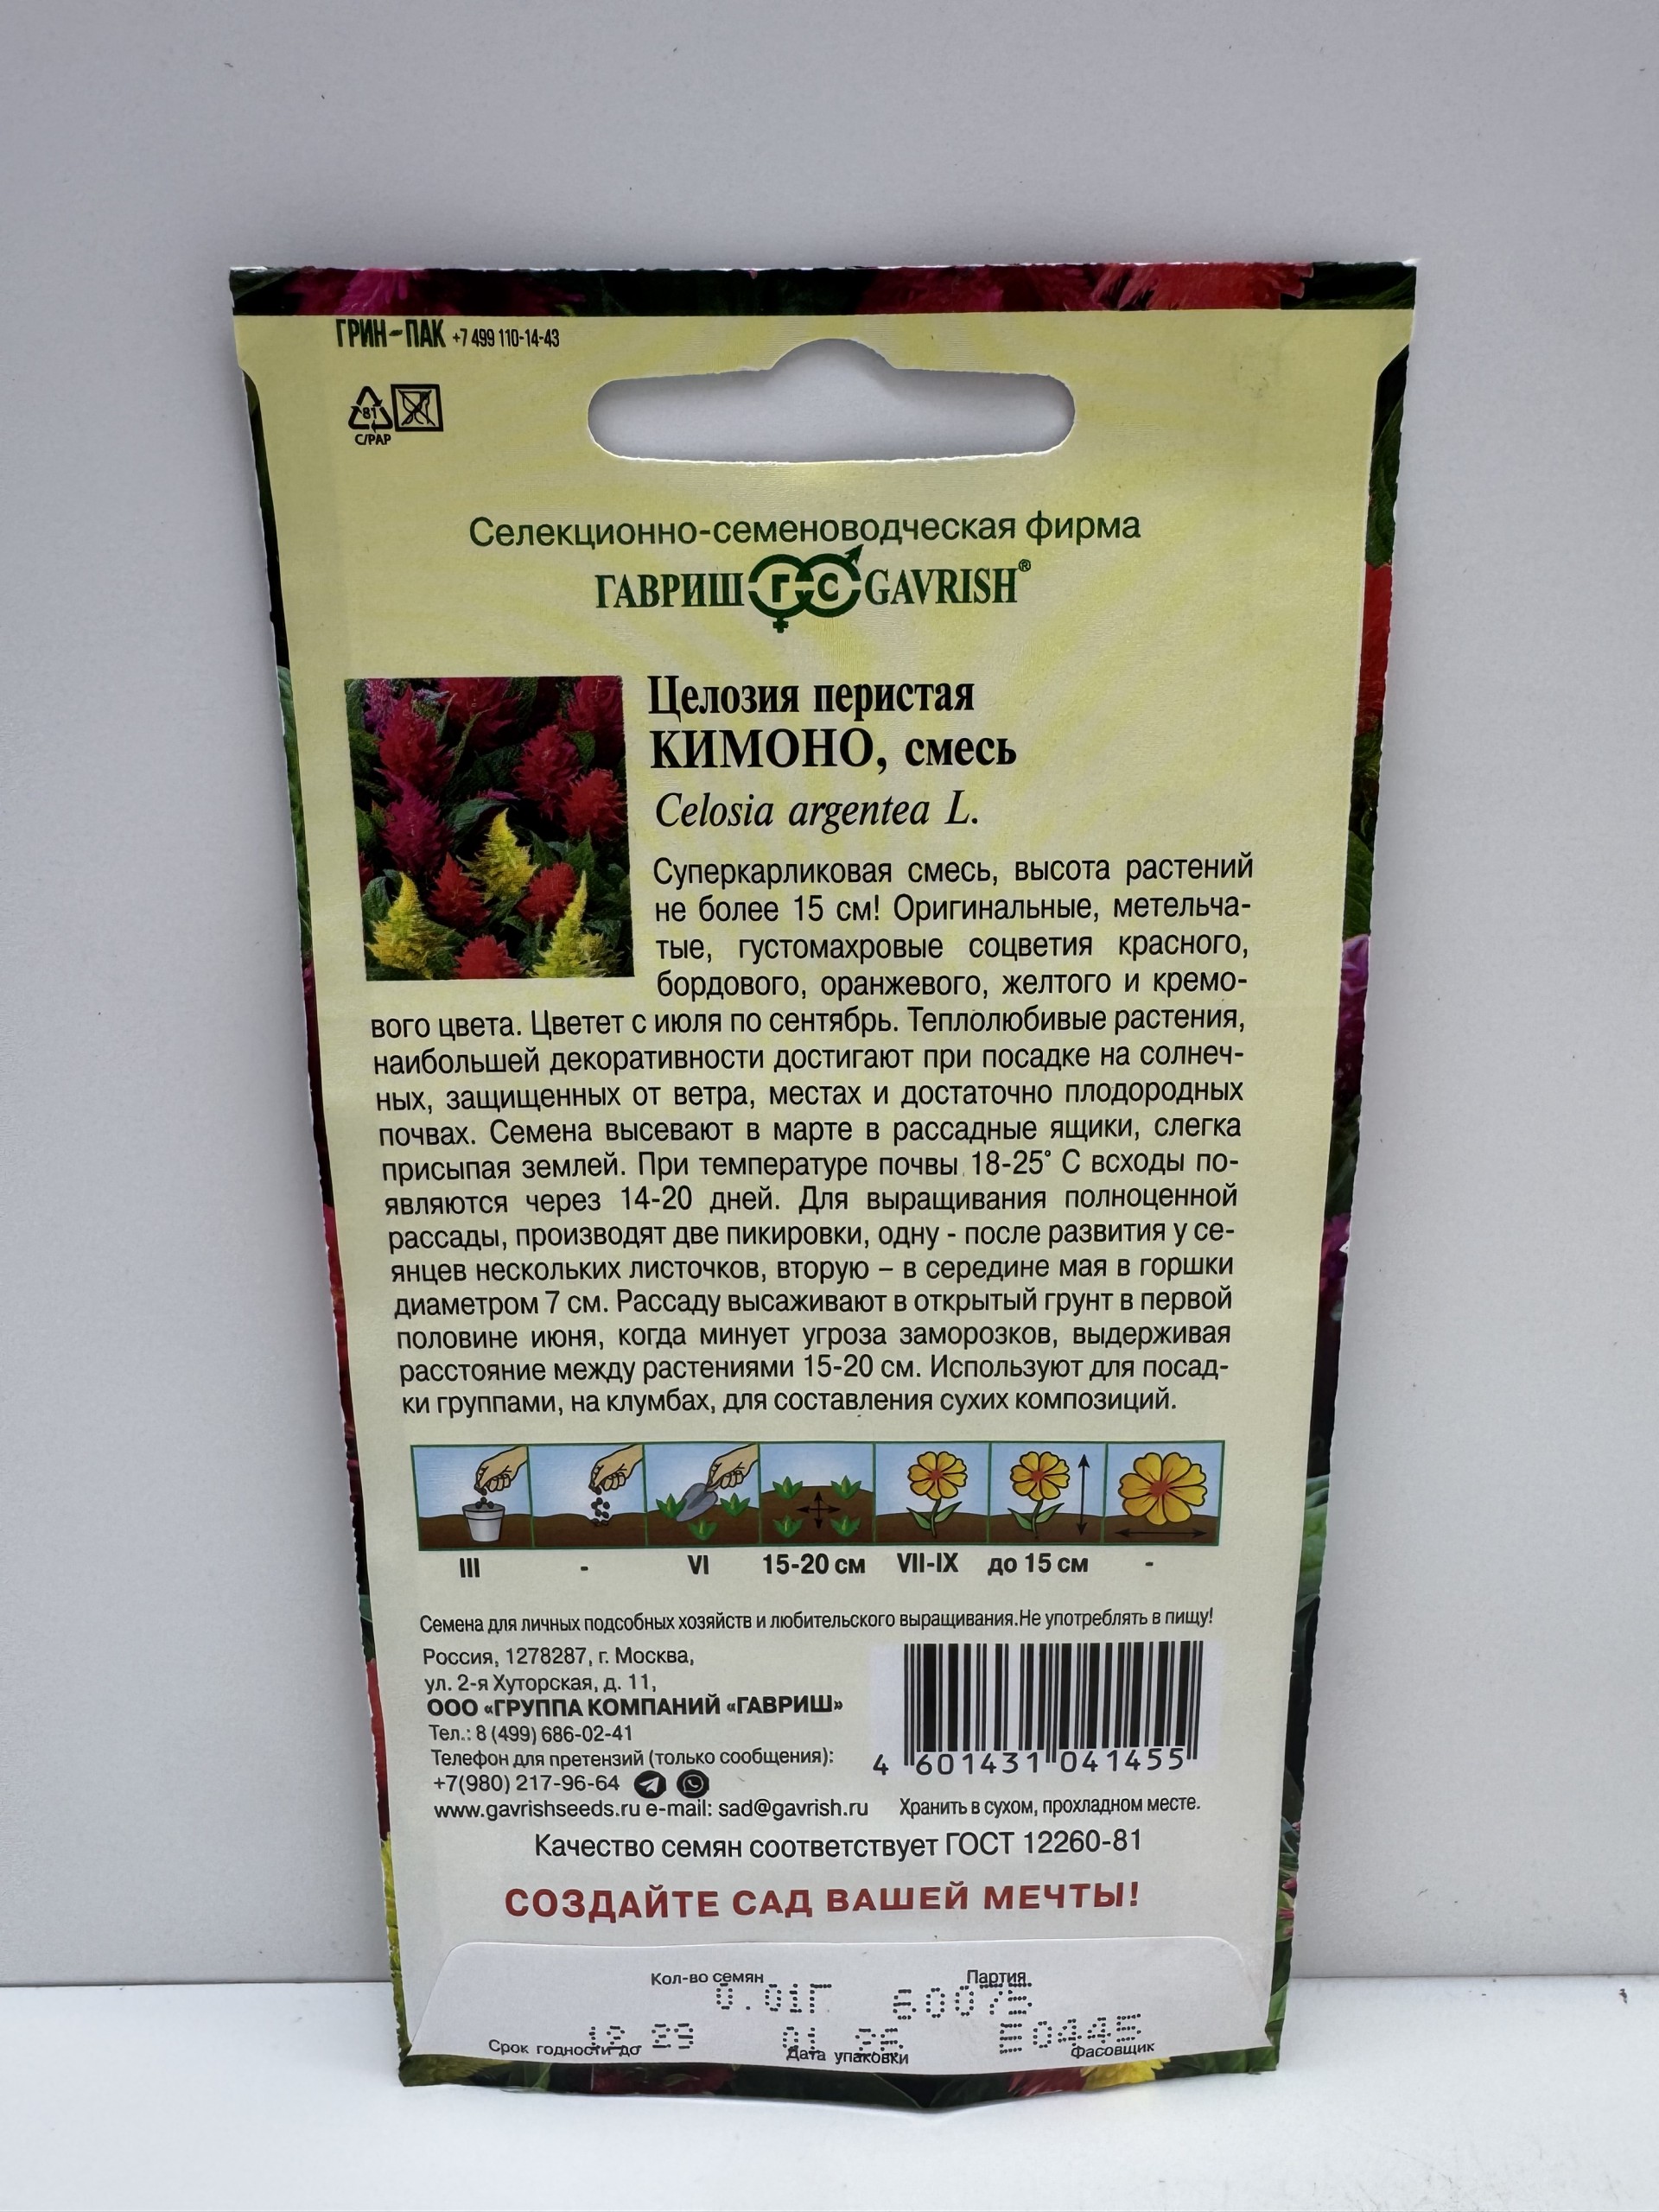 ГРИН-ПАК +7 499 110-14-43
81
C/PAP
Селекционно-семеноводческая фирма
ГАВРИШ ГС GAVRISH®
Целозия перистая
КИМОНО, смесь
Celosia argentea L.
Суперкарликовая смесь, высота растений
не более 15 см! Оригинальные, метельча-
тые, густомахровые соцветия красного,
бордового, оранжевого, желтого и кремо-
вого цвета. Цветет с июля по сентябрь. Теплолюбивые растения,
наибольшей декоративности достигают при посадке на солнеч-
ных, защищенных от ветра, местах и достаточно плодородных
почвах. Семена высевают в марте в рассадные ящики, слегка
присыпая землей. При температуре почвы 18-25° С всходы по-
являются через 14-20 дней. Для выращивания полноценной
рассады, производят две пикировки, одну - после развития у се-
янцев нескольких листочков, вторую – в середине мая в горшки
диаметром 7 см. Рассаду высаживают в открытый грунт в первой
половине июня, когда минует угроза заморозков, выдерживая
расстояние между растениями 15-20 см. Используют для посад-
ки группами, на клумбах, для составления сухих композиций.
III - VI 15-20 см VII-IX до 15 см -
Семена для личных подсобных хозяйств и любительского выращивания.Не употреблять в пищу!
Россия, 1278287, г. Москва,
ул. 2-я Хуторская, д. 11,
ООО «ГРУППА КОМПАНИЙ «ГАВРИШ»
Тел.: 8 (499) 686-02-41
Телефон для претензий (только сообщения):
+7(980) 217-96-64
www.gavrishseeds.ru e-mail: sad@gavrish.ru
4 601431 041455
Хранить в сухом, прохладном месте.
Качество семян соответствует ГОСТ 12260-81
СОЗДАЙТЕ САД ВАШЕЙ МЕЧТЫ!
Кол-во семян Партия
0.01Г
12 29 01
Срок годности до Дата упаковки Фасовщик